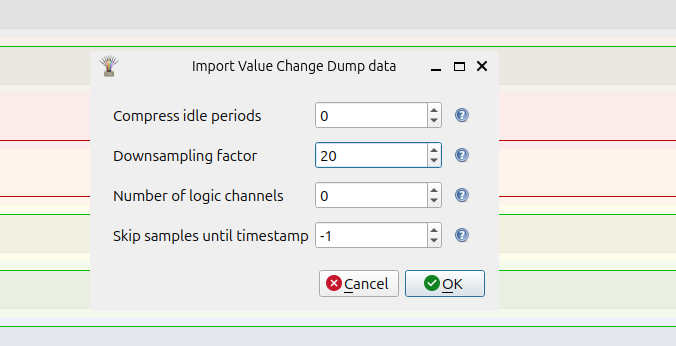 Import Value Change Dump data
Compress idle periods 0
Downsampling factor 20
Number of logic channels 0
Skip samples until timestamp -1
Cancel OK